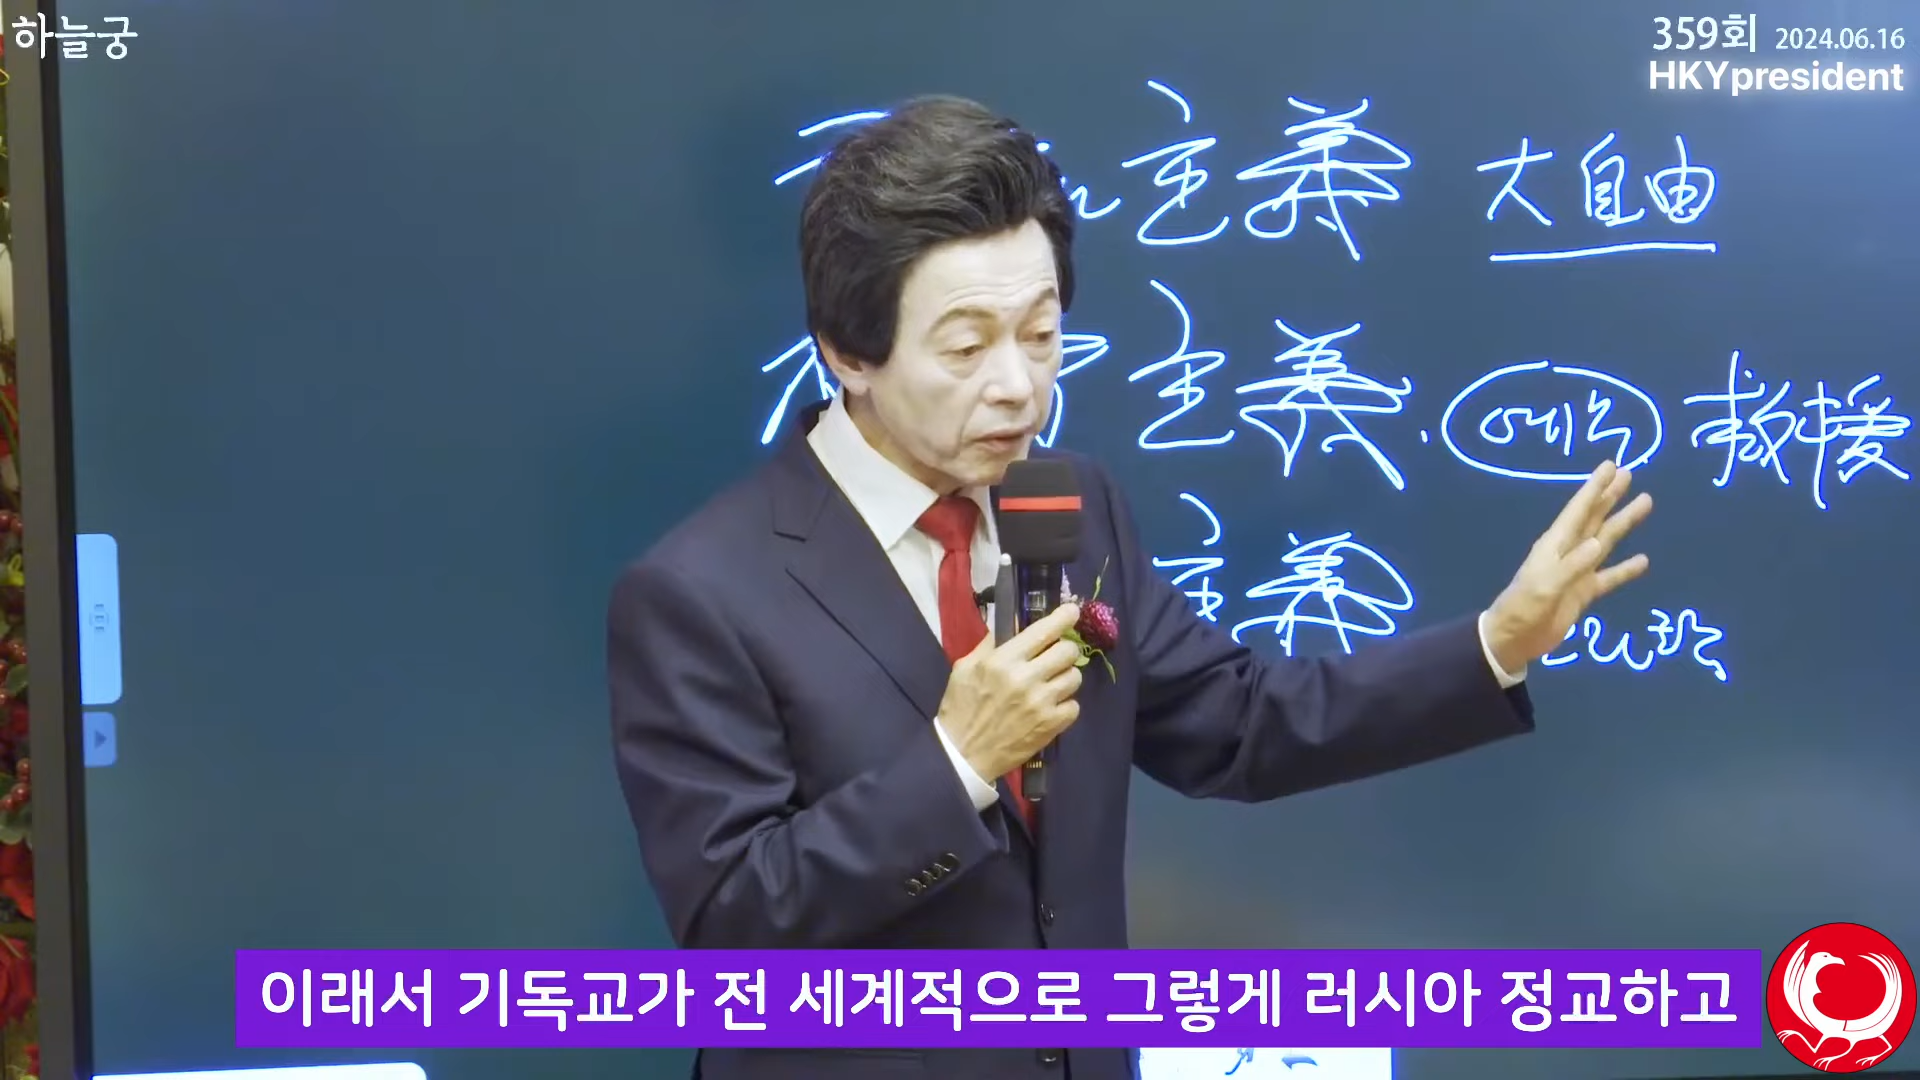 하늘궁
359회 2024.06.16
HKYpresident
主義 大自由
主義. 예수 救援
主義
이래서 기독교가 전 세계적으로 그렇게 러시아 정교하고